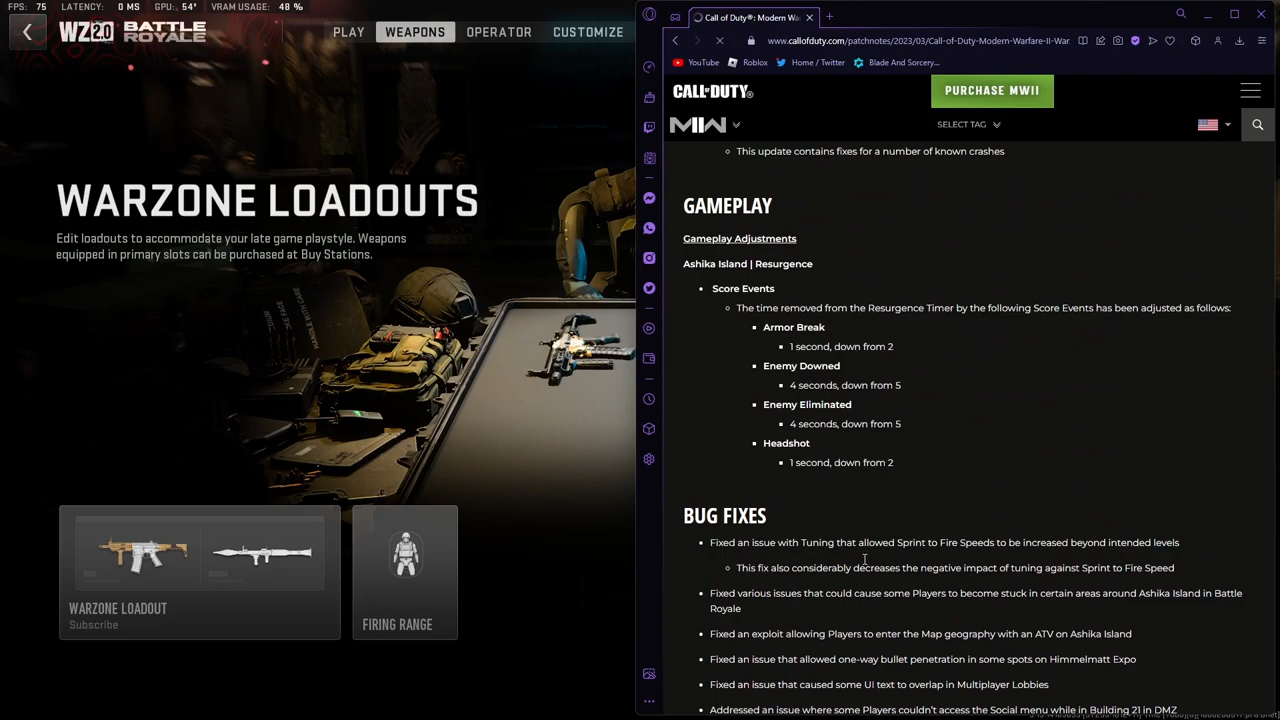 FPS: 75 LATENCY: 0 MS GPU: 54° VRAM USAGE: 48 %
WZ 2.0 BATTLE ROYALE
PLAY WEAPONS OPERATOR CUSTOMIZE
WARZONE LOADOUTS
Edit loadouts to accommodate your late game playstyle. Weapons
equipped in primary slots can be purchased at Buy Stations.
WARZONE LOADOUT
Subscribe
FIRING RANGE
Call of Duty®: Modern Wa
www.callofduty.com/patchnotes/2023/03/Call-of-Duty-Modern-Warfare-II-War
YouTube Roblox Home / Twitter Blade And Sorcery...
CALL OF DUTY®
PURCHASE MWII
MWII
SELECT TAG
This update contains fixes for a number of known crashes
GAMEPLAY
Gameplay Adjustments
Ashika Island | Resurgence
Score Events
The time removed from the Resurgence Timer by the following Score Events has been adjusted as follows:
Armor Break
1 second, down from 2
Enemy Downed
4 seconds, down from 5
Enemy Eliminated
4 seconds, down from 5
Headshot
1 second, down from 2
BUG FIXES
Fixed an issue with Tuning that allowed Sprint to Fire Speeds to be increased beyond intended levels
This fix also considerably decreases the negative impact of tuning against Sprint to Fire Speed
Fixed various issues that could cause some Players to become stuck in certain areas around Ashika Island in Battle
Royale
Fixed an exploit allowing Players to enter the Map geography with an ATV on Ashika Island
Fixed an issue that allowed one-way bullet penetration in some spots on Himmelmatt Expo
Fixed an issue that caused some UI text to overlap in Multiplayer Lobbies
Addressed an issue where some Players couldn't access the Social menu while in Building 21 in DMZ